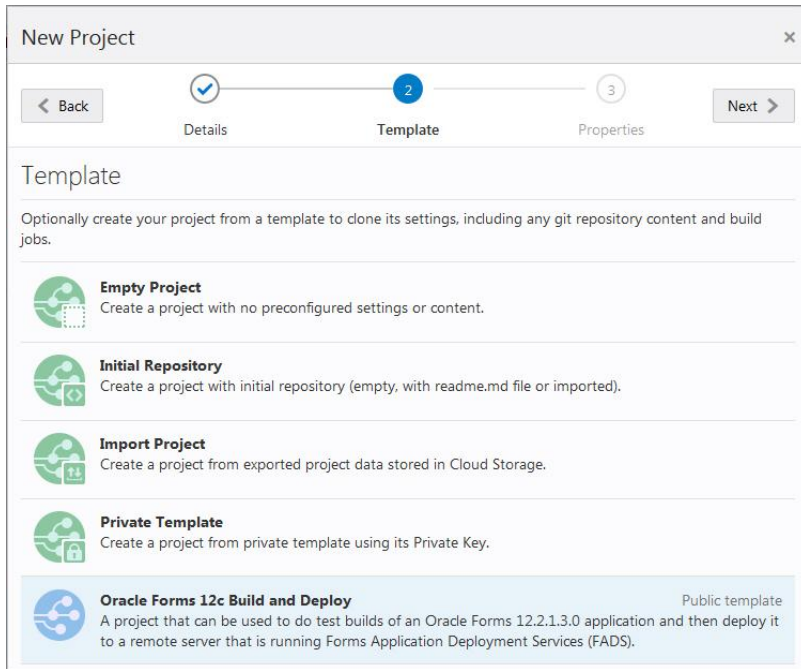 New Project
×
Back
2
3
Next
Details
Template
Properties
Template
Optionally create your project from a template to clone its settings, including any git repository content and build
jobs.
Empty Project
Create a project with no preconfigured settings or content.
Initial Repository
Create a project with initial repository (empty, with readme.md file or imported).
Import Project
Create a project from exported project data stored in Cloud Storage.
Private Template
Create a project from private template using its Private Key.
Oracle Forms 12c Build and Deploy
Public template
A project that can be used to do test builds of an Oracle Forms 12.2.1.3.0 application and then deploy it
to a remote server that is running Forms Application Deployment Services (FADS).